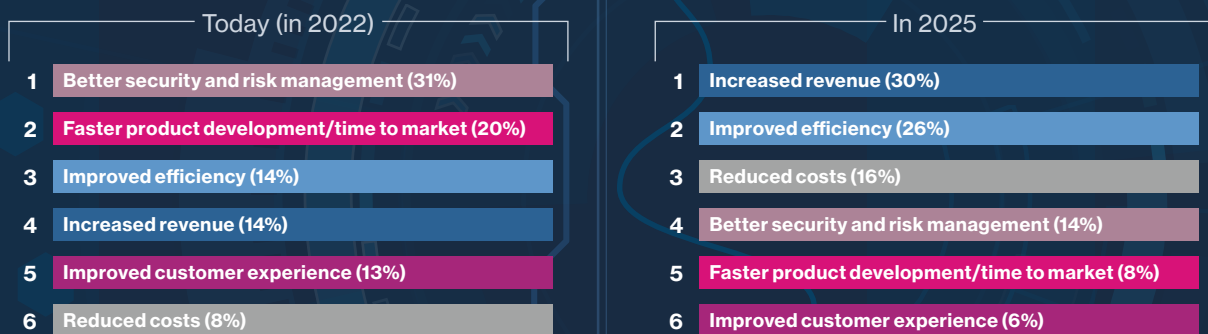 Today (in 2022)
1 Better security and risk management (31%)
2 Faster product development/time to market (20%)
3 Improved efficiency (14%)
4 Increased revenue (14%)
5 Improved customer experience (13%)
6 Reduced costs (8%)
In 2025
1 Increased revenue (30%)
2 Improved efficiency (26%)
3 Reduced costs (16%)
4 Better security and risk management (14%)
5 Faster product development/time to market (8%)
6 Improved customer experience (6%)